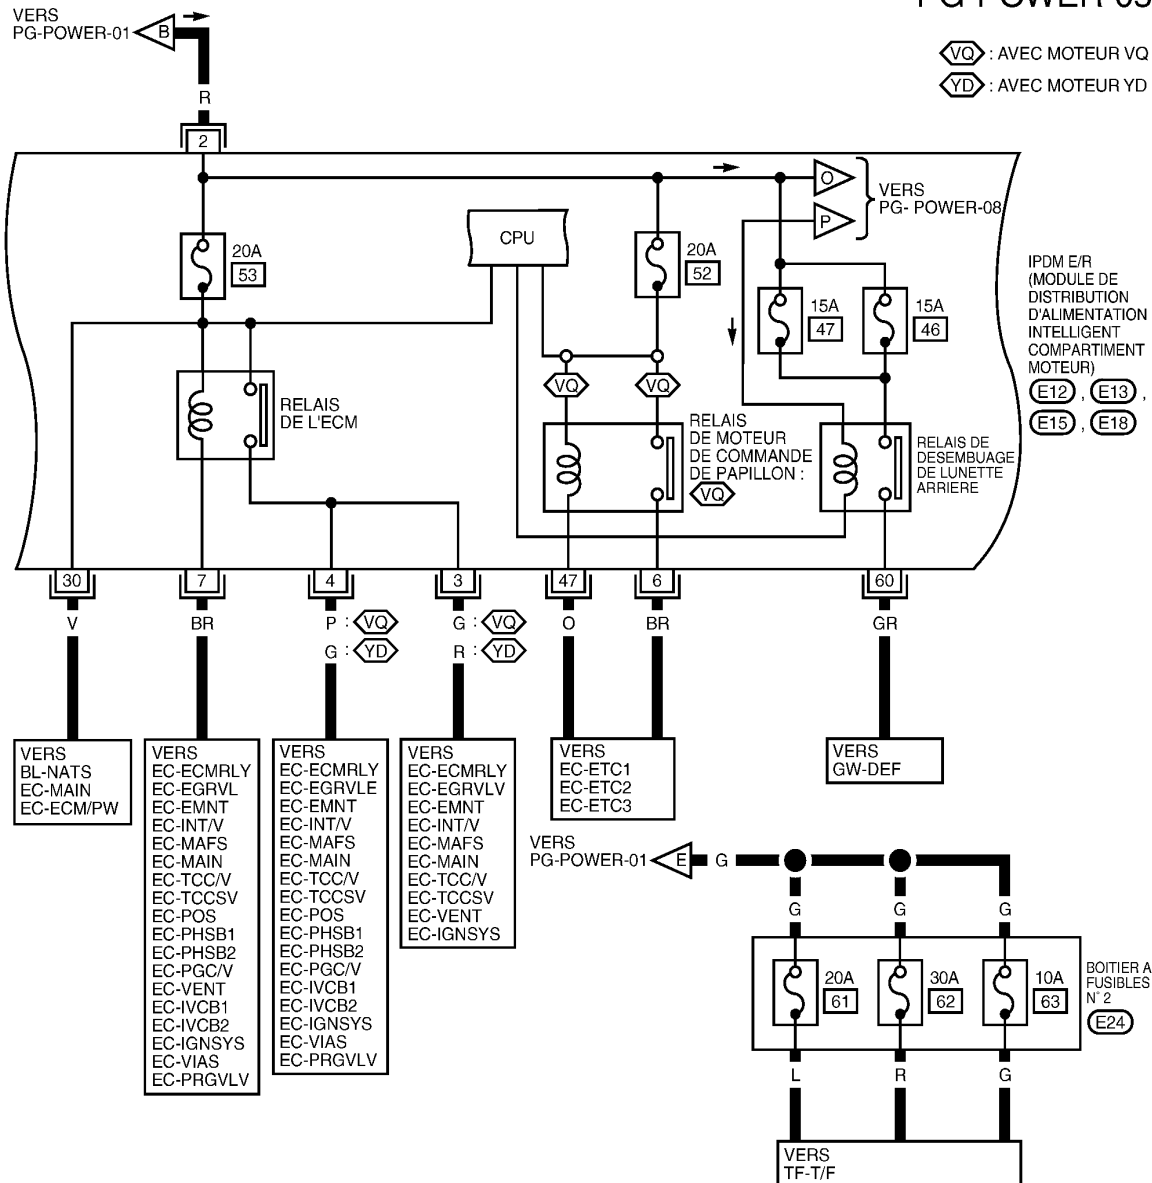 PG-POWER-03
VERS
PG-POWER-01
B
VQ : AVEC MOTEUR VQ
YD : AVEC MOTEUR YD
R
2
O
P
VERS
PG- POWER-08
CPU
20A
53
20A
52
15A
47
15A
46
IPDM E/R
(MODULE DE
DISTRIBUTION
D'ALIMENTATION
INTELLIGENT
COMPARTIMENT
MOTEUR)
E12 , E13 ,
E15 , E18
VQ
VQ
RELAIS
DE L'ECM
RELAIS
DE MOTEUR
DE COMMANDE
DE PAPILLON :
VQ
RELAIS DE
DESEMBUAGE
DE LUNETTE
ARRIERE
30
7
4
3
47
6
60
V
BR
P : VQ
G : YD
G : VQ
R : YD
O
BR
GR
VERS
BL-NATS
EC-MAIN
EC-ECM/PW
VERS
EC-ECMRLY
EC-EGRVL
EC-EMNT
EC-INT/V
EC-MAFS
EC-MAIN
EC-TCC/V
EC-TCCSV
EC-POS
EC-PHSB1
EC-PHSB2
EC-PGC/V
EC-VENT
EC-IVCB1
EC-IVCB2
EC-IGNSYS
EC-VIAS
EC-PRGVLV
VERS
EC-ECMRLY
EC-EGRVLE
EC-EMNT
EC-INT/V
EC-MAFS
EC-MAIN
EC-TCC/V
EC-TCCSV
EC-POS
EC-PHSB1
EC-PHSB2
EC-PGC/V
EC-IVCB1
EC-IVCB2
EC-IGNSYS
EC-VIAS
EC-PRGVLV
VERS
EC-ECMRLY
EC-EGRVLV
EC-EMNT
EC-INT/V
EC-MAFS
EC-MAIN
EC-TCC/V
EC-TCCSV
EC-VENT
EC-IGNSYS
VERS
EC-ETC1
EC-ETC2
EC-ETC3
VERS
GW-DEF
VERS
PG-POWER-01
E
G
G
G
G
20A
61
30A
62
10A
63
BOITIER A
FUSIBLES
N° 2
E24
L
R
G
VERS
TF-T/F